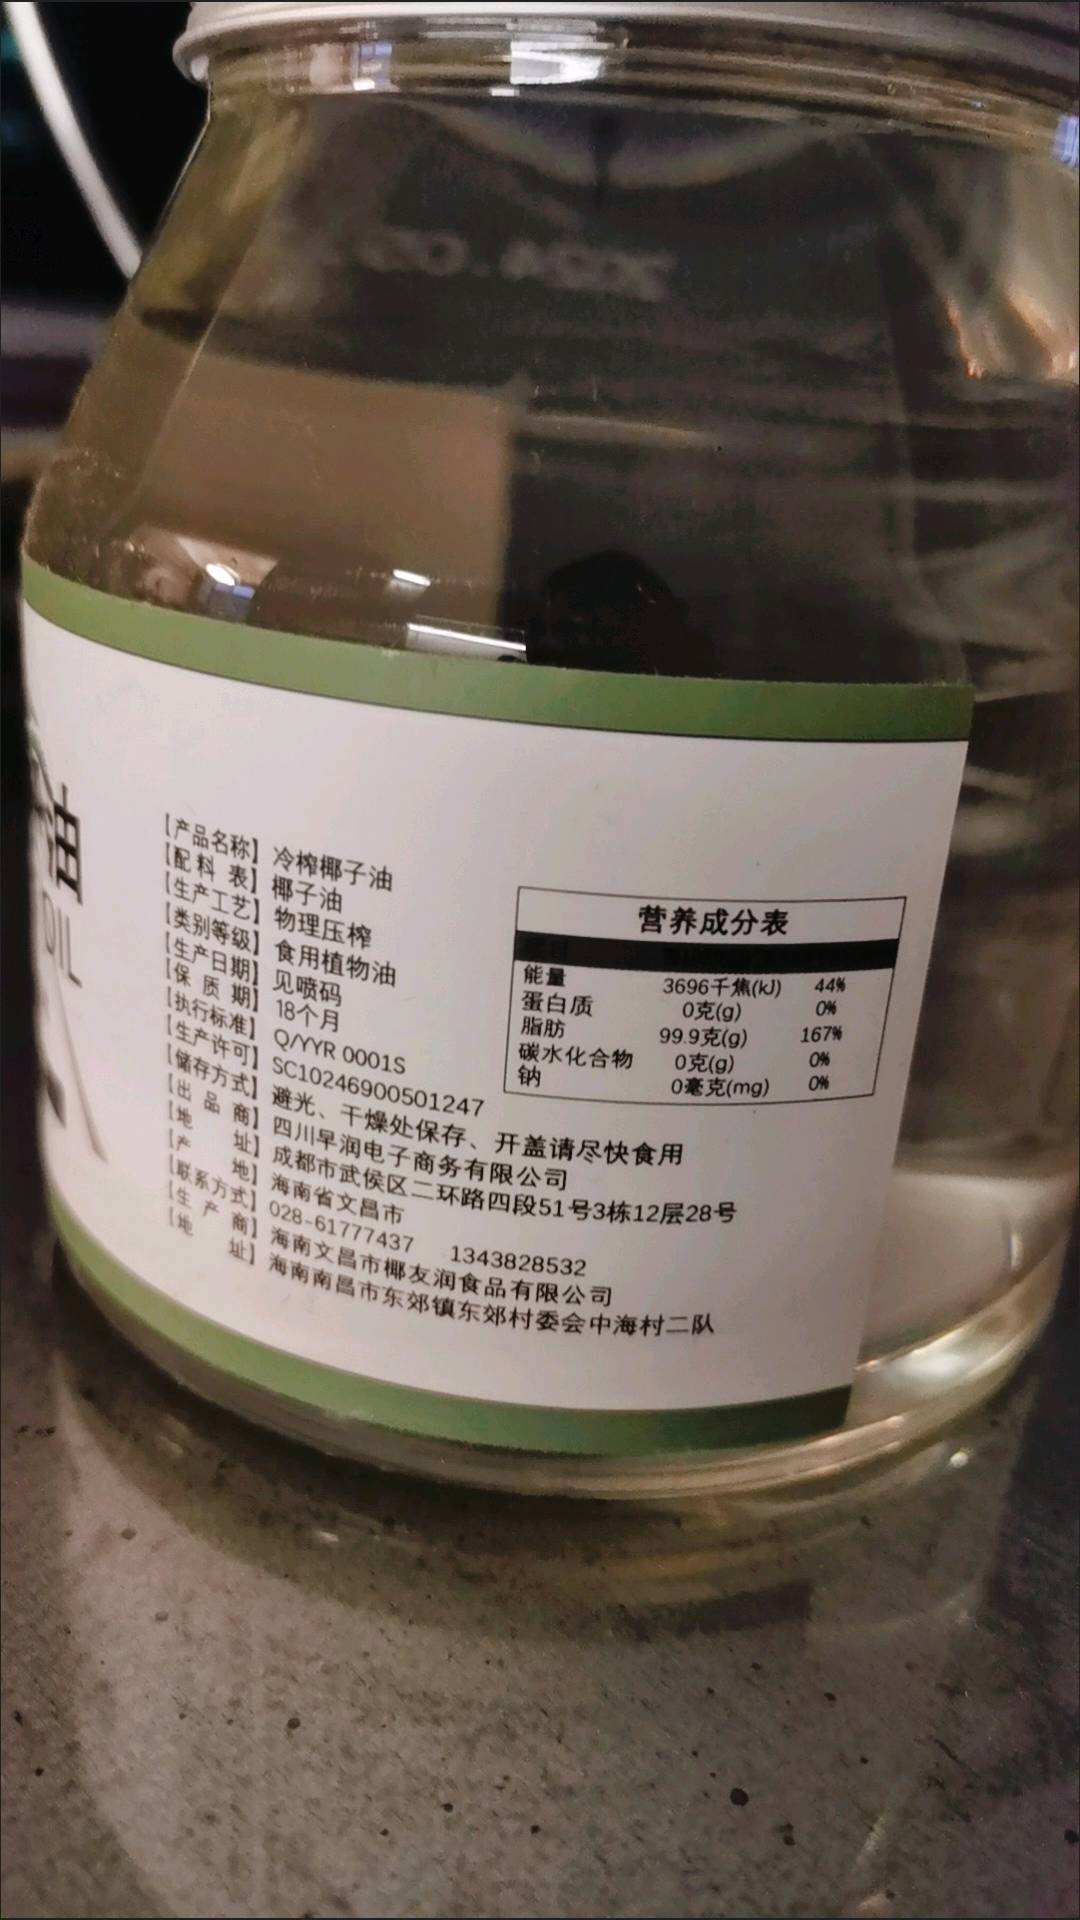 油
OIL
【产品名称】 冷榨椰子油
【配 料 表】 椰子油
【生产工艺】 物理压榨
【类别等级】 食用植物油
【生产日期】 见喷码
【保 质 期】 18个月
【执行标准】 Q/YYR 0001S
【生产许可】 SC10246900501247
【储存方式】 避光、干燥处保存、开盖请尽快食用
【出 品 商】 四川早润电子商务有限公司
【地 址】 成都市武侯区二环路四段51号3栋12层28号
【产 地】 海南省文昌市
【联系方式】 028-61777437 1343828532
【生 产 商】 海南文昌市椰友润食品有限公司
【地 址】 海南南昌市东郊镇东郊村委会中海村二队
营养成分表
能量 3696千焦(kJ) 44%
蛋白质 0克(g) 0%
脂肪 99.9克(g) 167%
碳水化合物 0克(g) 0%
钠 0毫克(mg) 0%